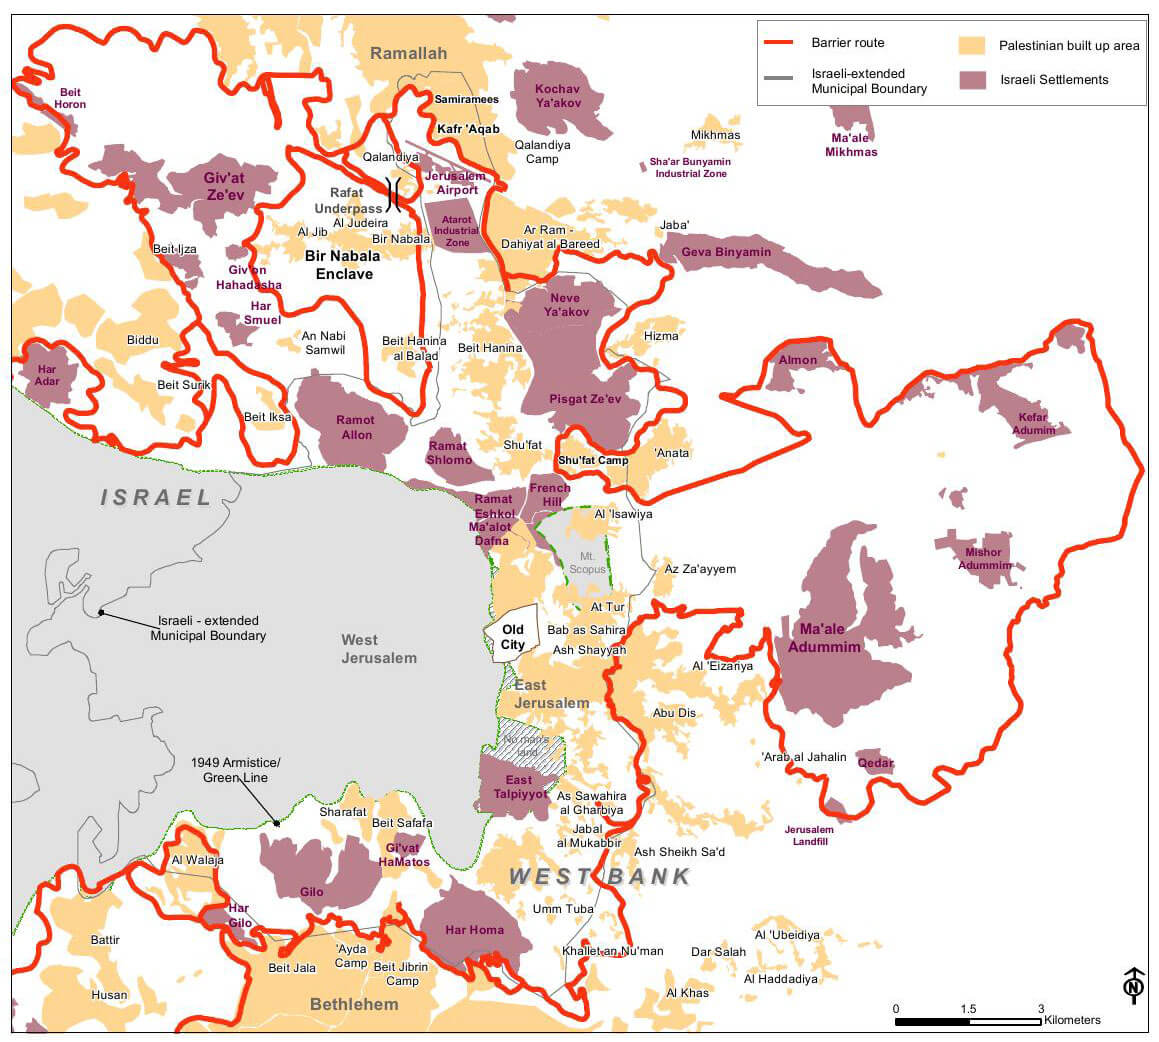 Barrier route
Israeli-extended
Municipal Boundary
Palestinian built up area
Israeli Settlements
Ramallah
Beit
Horon
Samiramees
Kafr 'Aqab
Kochav
Ya'akov
Qalandiya
Camp
Mikhmas
Ma'ale
Mikhmas
Sha'ar Bunyamin
Industrial Zone
Qalandiya
Giv'at
Ze'ev
Rafat
Underpass
Jerusalem
Airport
Al Judeira
Al Jib
Bir Nabala
Atarot
Industrial
Zone
Ar Ram -
Dahiyat al Bareed
Jaba'
Geva Binyamin
Beit Ijza
Bir Nabala
Enclave
Giv'on
Hahadasha
Har
Smuel
Neve
Ya'akov
Biddu
An Nabi
Samwil
Beit Hanina
al Balad
Beit Hanina
Hizma
Almon
Har
Adar
Beit Surik
Beit Iksa
Ramot
Allon
Pisgat Ze'ev
Kefar
Adumim
Ramat
Shlomo
Shu'fat
Shu'fat Camp
'Anata
ISRAEL
French
Hill
Ramat
Eshkol
Ma'alot
Dafna
Al 'Isawiya
Mt.
Scopus
Az Za'ayyem
Mishor
Adummim
Israeli - extended
Municipal Boundary
West
Jerusalem
Old
City
At Tur
Bab as Sahira
Ash Shayyah
Ma'ale
Adummim
Al 'Eizariya
East
Jerusalem
Abu Dis
No man's
land
1949 Armistice/
Green Line
East
Talpiyyot
'Arab al Jahalin
Qedar
As Sawahira
al Gharbiya
Sharafat
Beit Safafa
Jabal
al Mukabbir
Jerusalem
Landfill
Al Walaja
Gi'vat
HaMatos
Ash Sheikh Sa'd
WEST BANK
Gilo
Har
Gilo
Umm Tuba
Har Homa
Battir
'Ayda
Camp
Beit Jala
Beit Jibrin
Camp
Khallet an Nu'man
Dar Salah
Al 'Ubeidiya
Al Haddadiya
Al Khas
Husan
Bethlehem
N
0 1.5 3
Kilometers